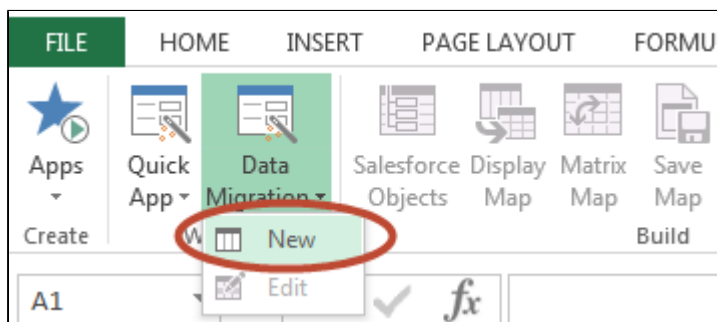 FILE HOME INSERT PAGE LAYOUT FORMU
Apps Quick App Data Migration Salesforce Objects Display Map Matrix Map Save Map
Create W Build
New
Edit
A1 fx